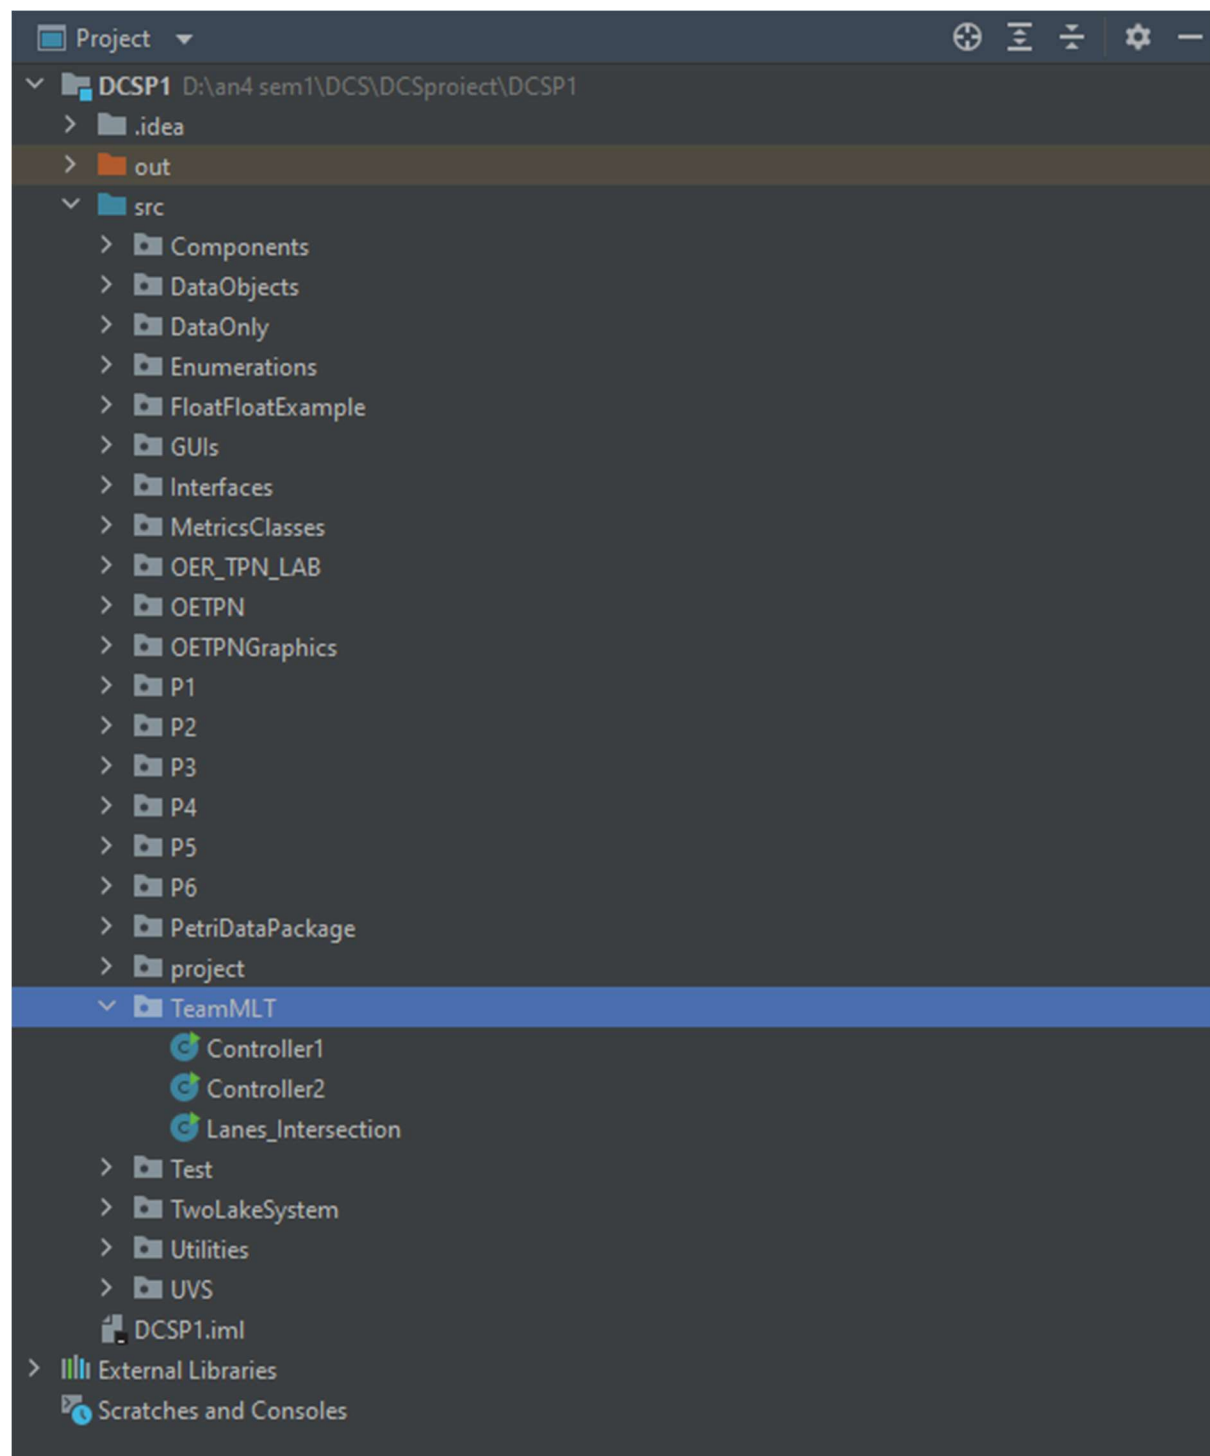 Project
DCSP1 D:\an4 sem1\DCS\DCSproiect\DCSP1
.idea
out
src
Components
DataObjects
DataOnly
Enumerations
FloatFloatExample
GUIs
Interfaces
MetricsClasses
OER_TPN_LAB
OETPN
OETPNGraphics
P1
P2
P3
P4
P5
P6
PetriDataPackage
project
TeamMLT
Controller1
Controller2
Lanes_Intersection
Test
TwoLakeSystem
Utilities
UVS
DCSP1.iml
External Libraries
Scratches and Consoles